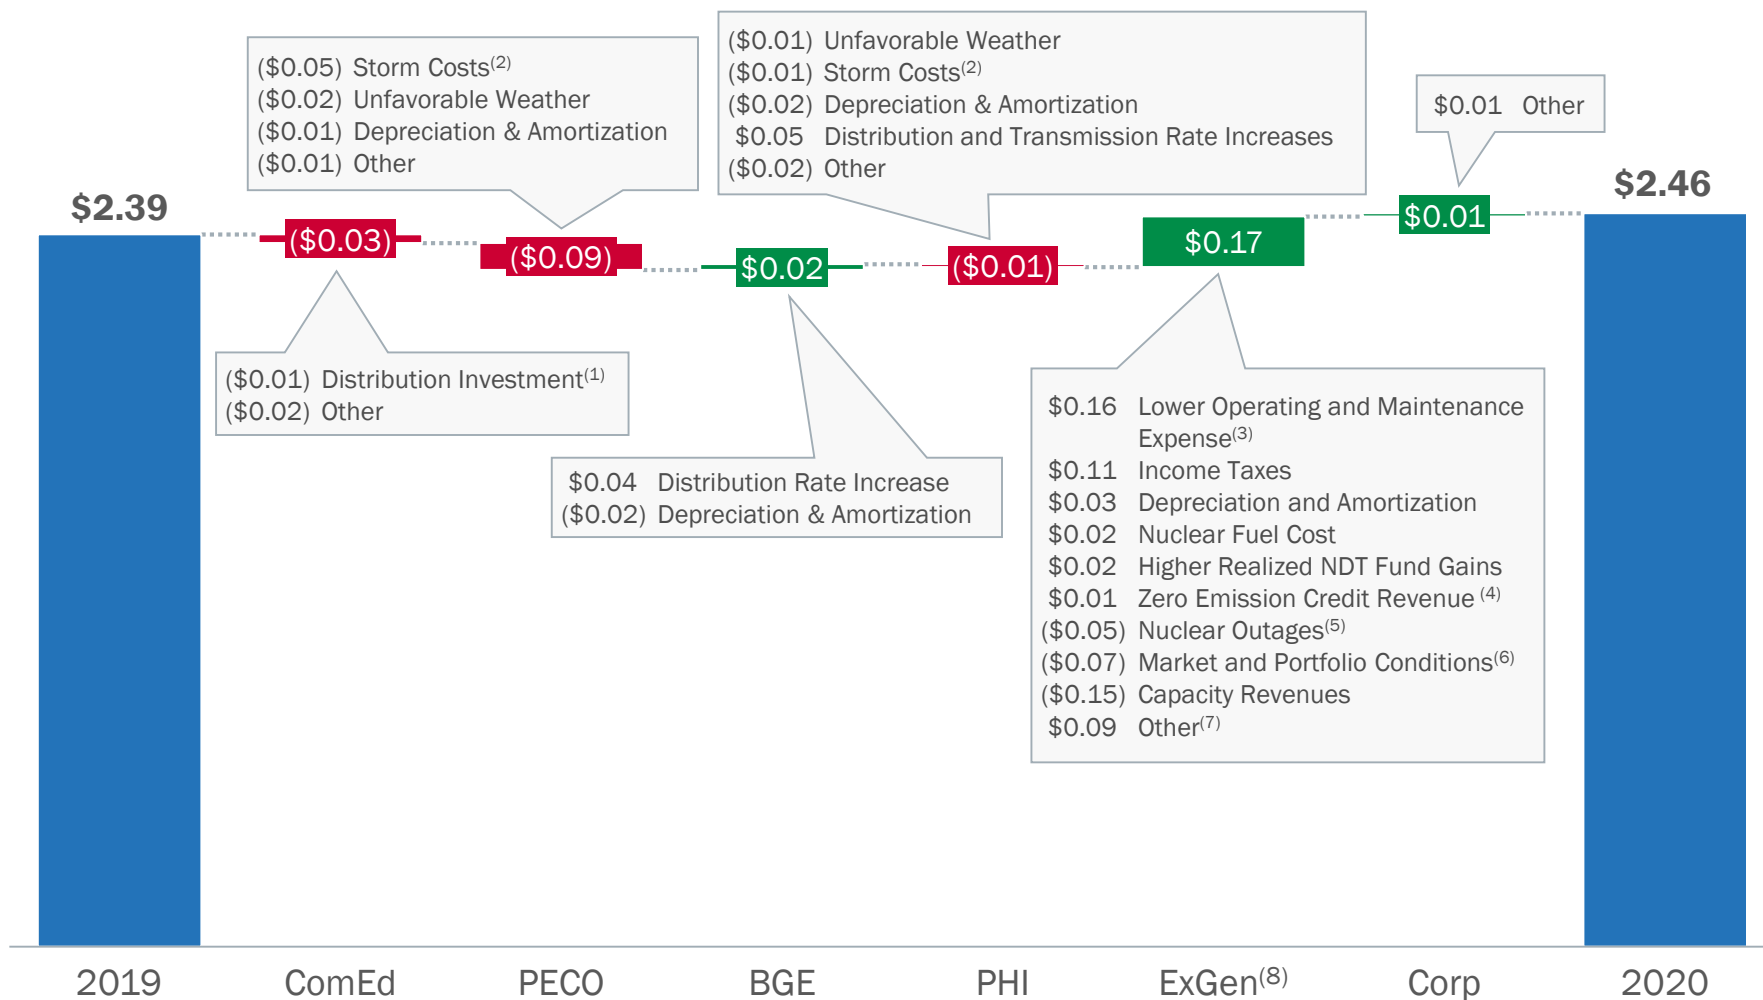 ($0.05) Storm Costs(2)
($0.02) Unfavorable Weather
($0.01) Depreciation & Amortization
($0.01) Other
($0.01) Unfavorable Weather
($0.01) Storm Costs(2)
($0.02) Depreciation & Amortization
$0.05 Distribution and Transmission Rate Increases
($0.02) Other
$0.01 Other
$2.39
($0.03)
($0.09)
$0.02
($0.01)
$0.17
$0.01
$2.46
($0.01) Distribution Investment(1)
($0.02) Other
$0.04 Distribution Rate Increase
($0.02) Depreciation & Amortization
$0.16 Lower Operating and Maintenance
Expense(3)
$0.11 Income Taxes
$0.03 Depreciation and Amortization
$0.02 Nuclear Fuel Cost
$0.02 Higher Realized NDT Fund Gains
$0.01 Zero Emission Credit Revenue (4)
($0.05) Nuclear Outages(5)
($0.07) Market and Portfolio Conditions(6)
($0.15) Capacity Revenues
$0.09 Other(7)
2019
ComEd
PECO
BGE
PHI
ExGen(8)
Corp
2020